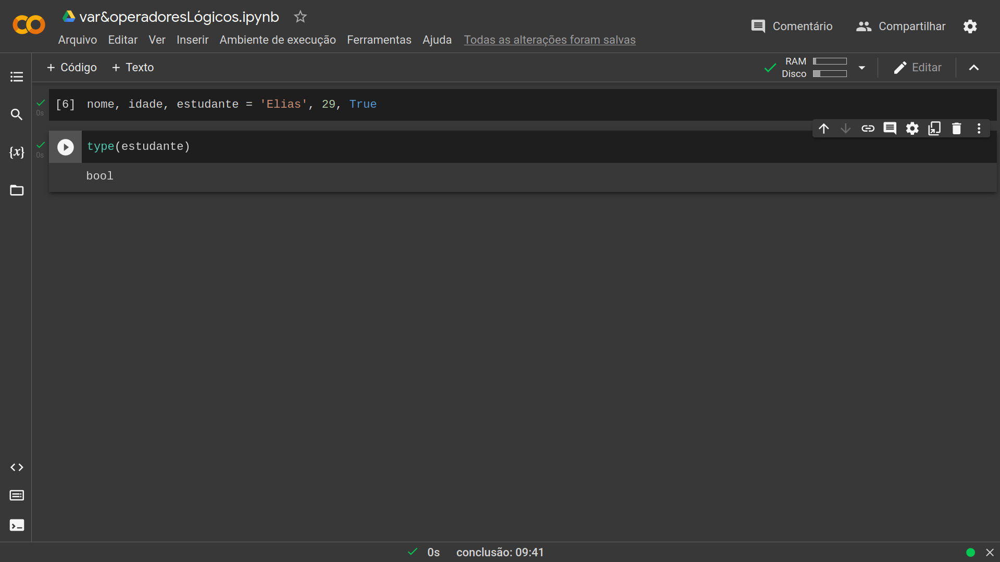 var&operadoresLógicos.ipynb
Arquivo Editar Ver Inserir Ambiente de execução Ferramentas Ajuda Todas as alterações foram salvas
Comentário Compartilhar
+ Código + Texto
RAM
Disco
Editar
{x}
0s
[6] nome, idade, estudante = 'Elias', 29, True
0s
type(estudante)
bool
0s conclusão: 09:41